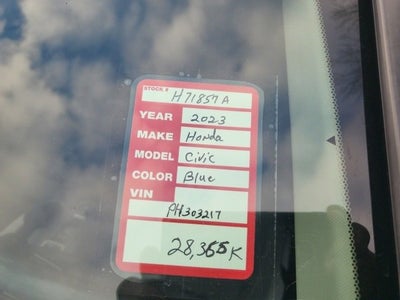 STOCK #
H71857A
YEAR 2023
MAKE Honda
MODEL Civic
COLOR Blue
VIN
PH303217
28,365K